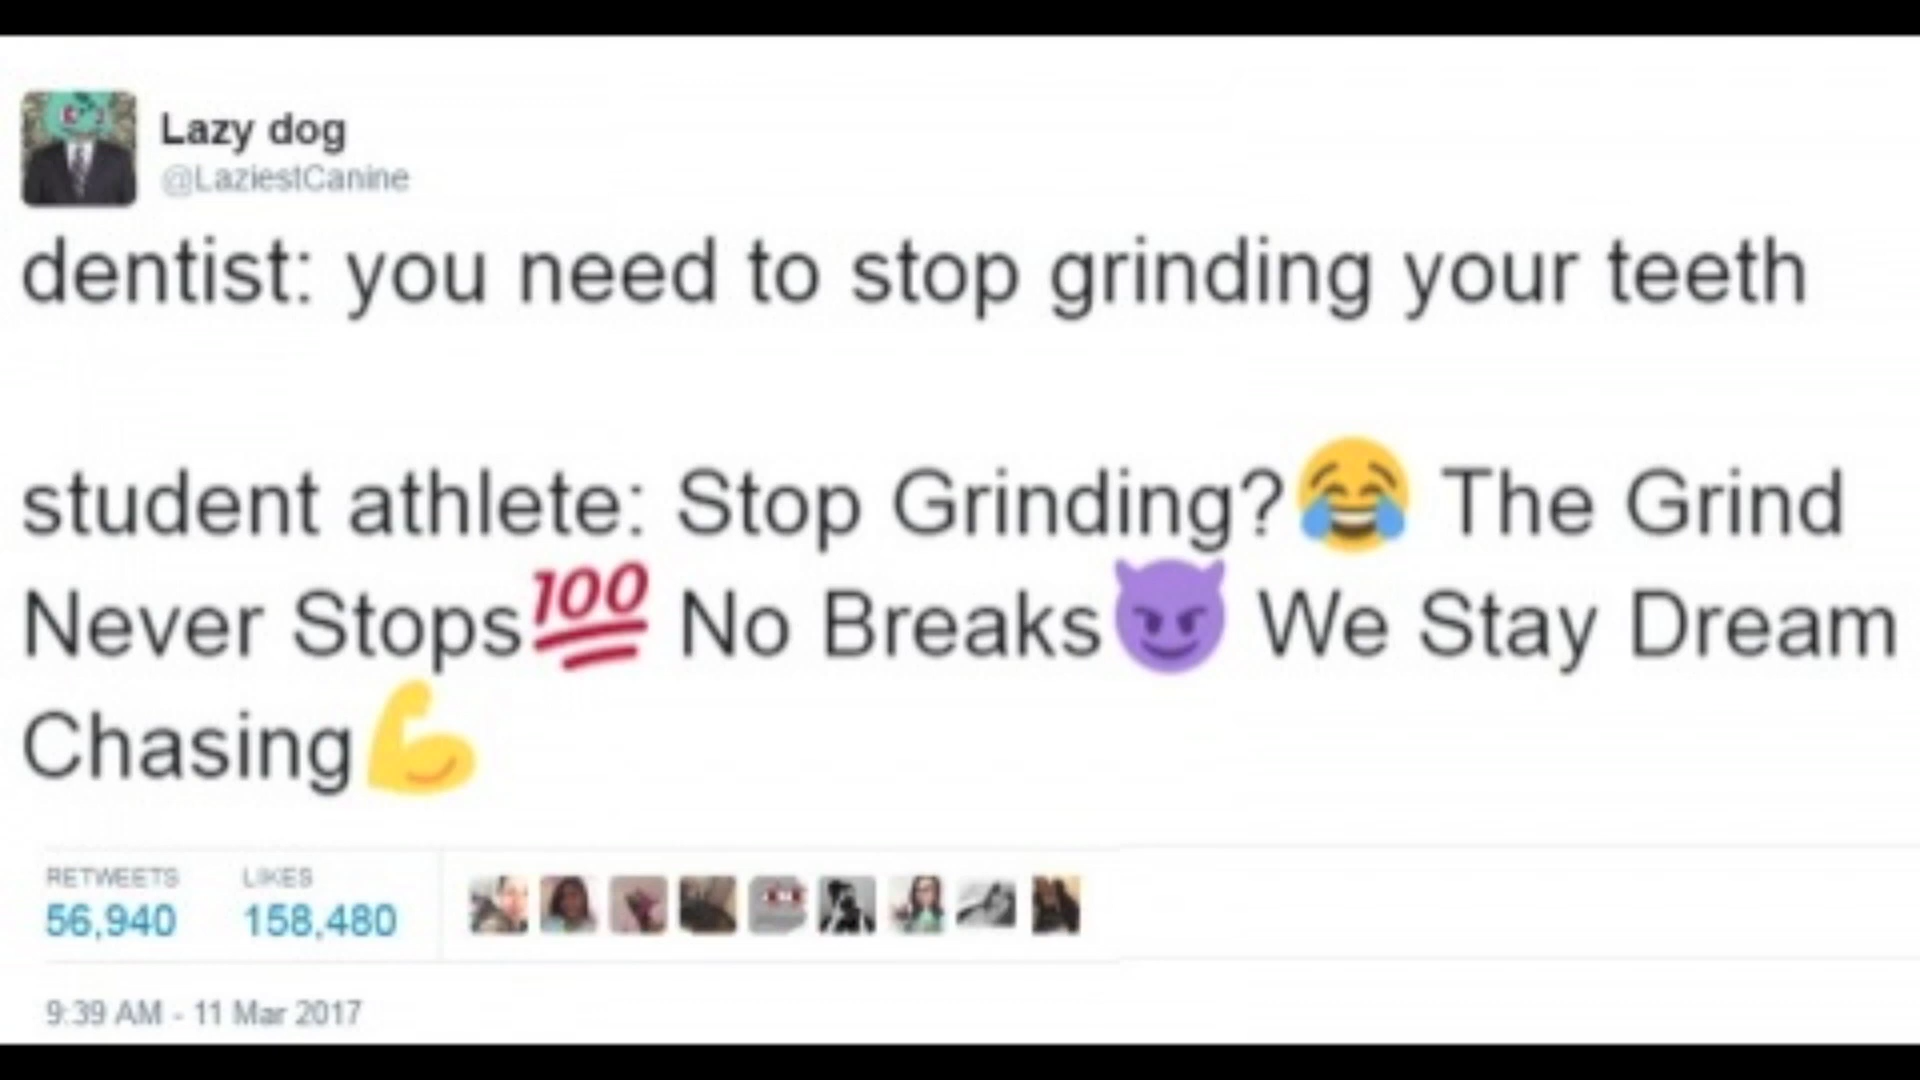 Lazy dog
@LaziestCanine
dentist: you need to stop grinding your teeth
student athlete: Stop Grinding?😂 The Grind
Never Stops💯 No Breaks😈 We Stay Dream
Chasing💪
RETWEETS LIKES
56,940 158,480
9:39 AM - 11 Mar 2017